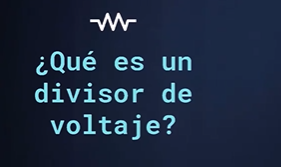 ¿Qué es un
divisor de
voltaje?